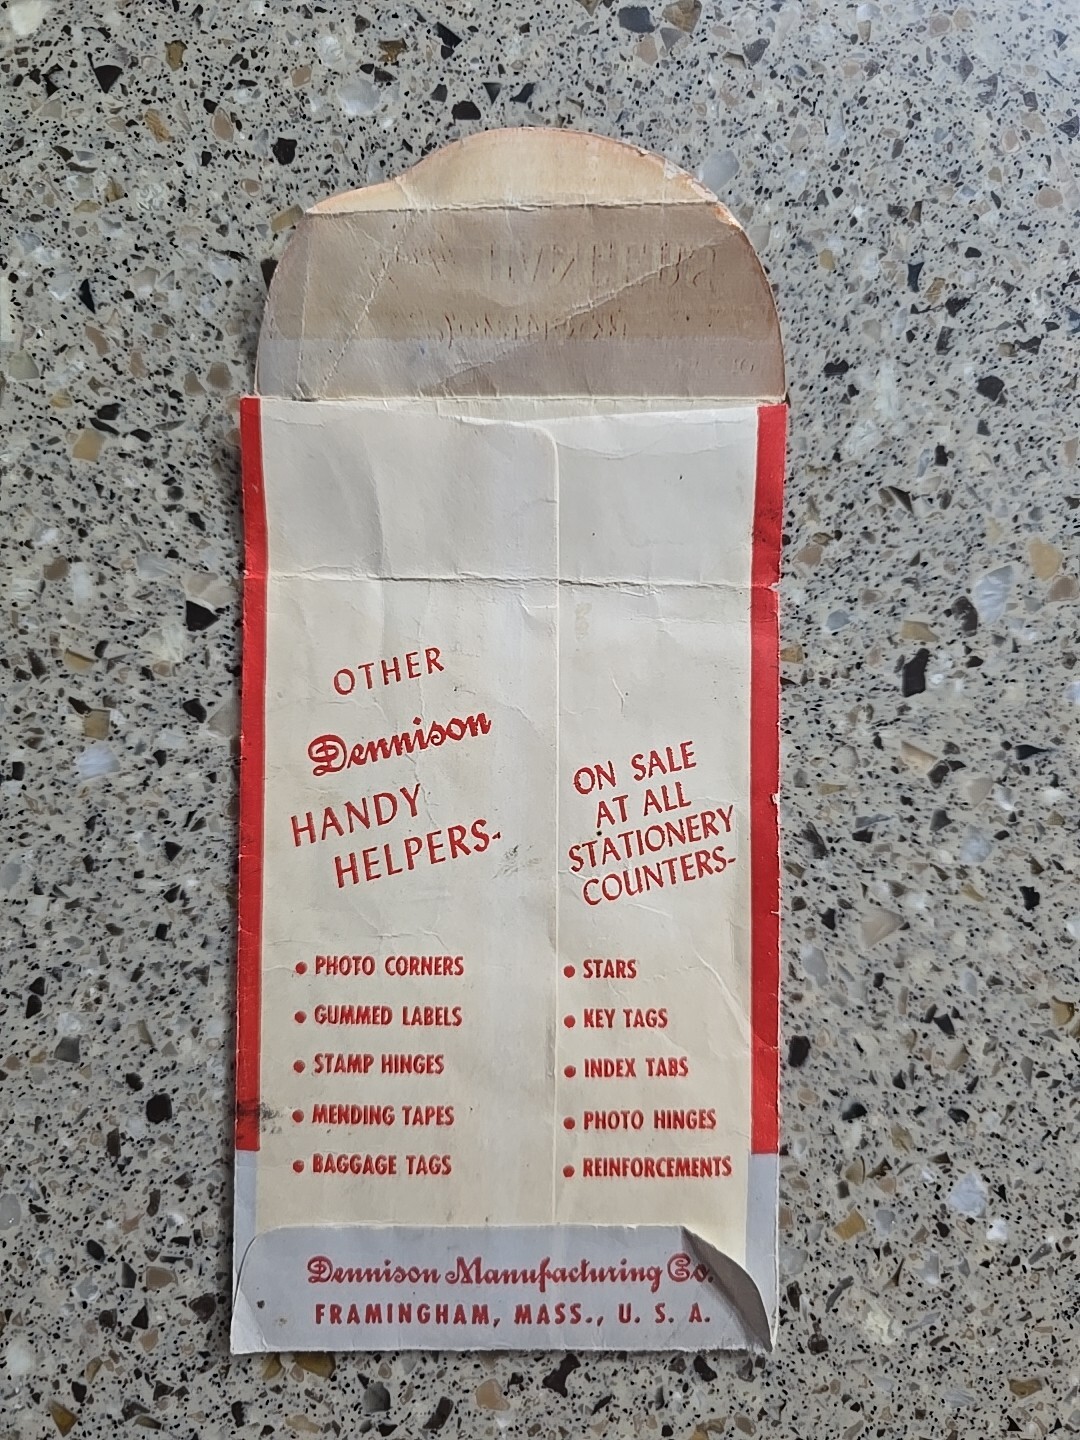 OTHER
Dennison
HANDY
HELPERS-
ON SALE
AT ALL
STATIONERY
COUNTERS-
• PHOTO CORNERS
• GUMMED LABELS
• STAMP HINGES
• MENDING TAPES
• BAGGAGE TAGS
• STARS
• KEY TAGS
• INDEX TABS
• PHOTO HINGES
• REINFORCEMENTS
Dennison Manufacturing Co.
FRAMINGHAM, MASS., U. S. A.